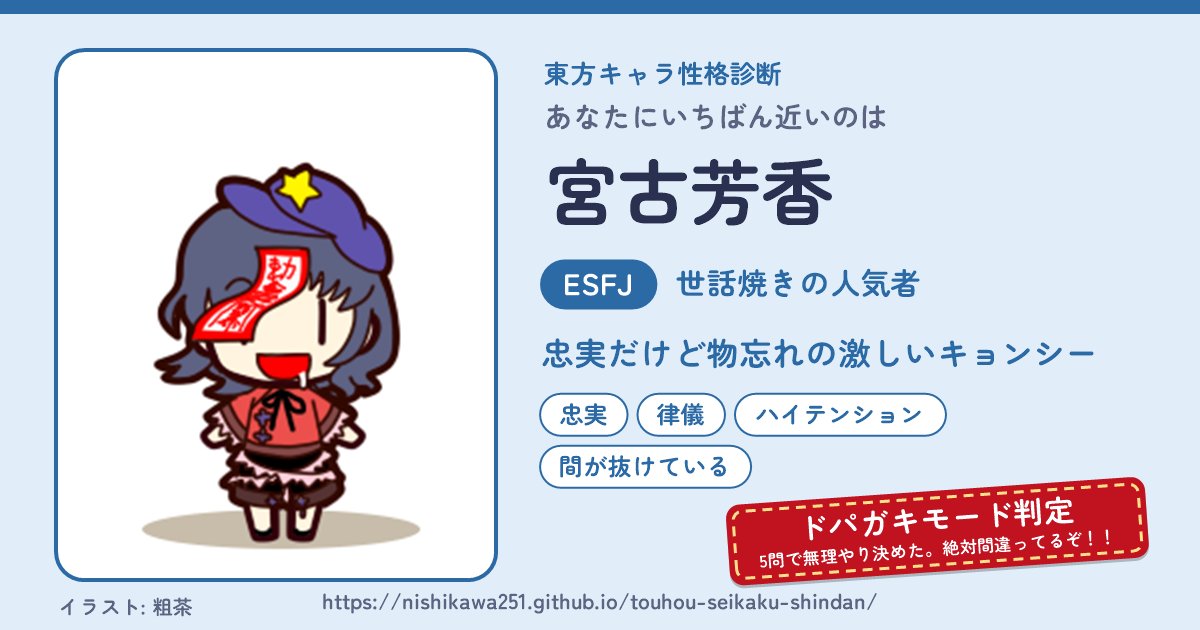 東方キャラ性格診断
あなたにいちばん近いのは
宮古芳香
ESFJ 世話焼きの人気者
忠実だけど物忘れの激しいキョンシー
忠実 律儀 ハイテンション
間が抜けている
ドパガキモード判定
5問で無理やり決めた。絶対間違ってるぞ!!
イラスト: 粗茶
https://nishikawa251.github.io/touhou-seikaku-shindan/